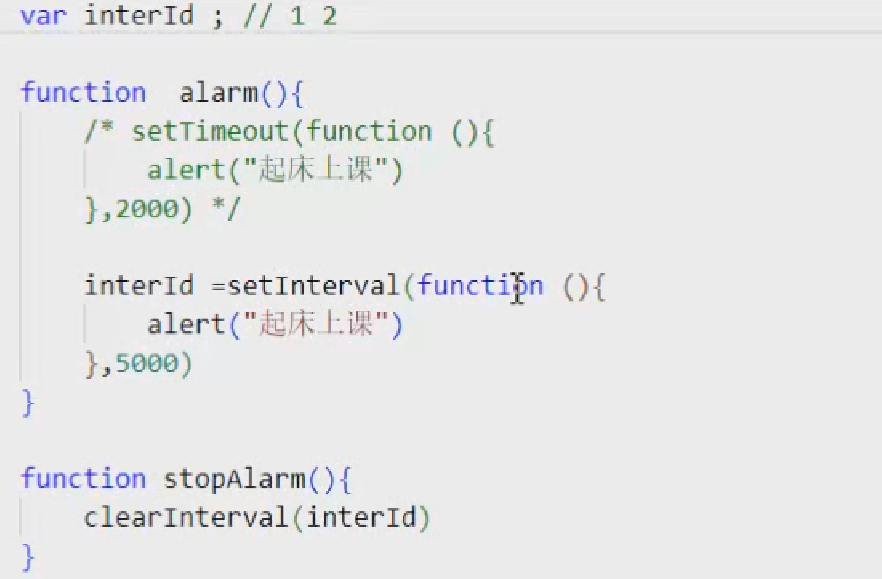 var interId ; // 1 2
function  alarm(){
/* setTimeout(function (){
alert("起床上课")
},2000) */
interId =setInterval(function (){
alert("起床上课")
},5000)
}
function stopAlarm(){
clearInterval(interId)
}